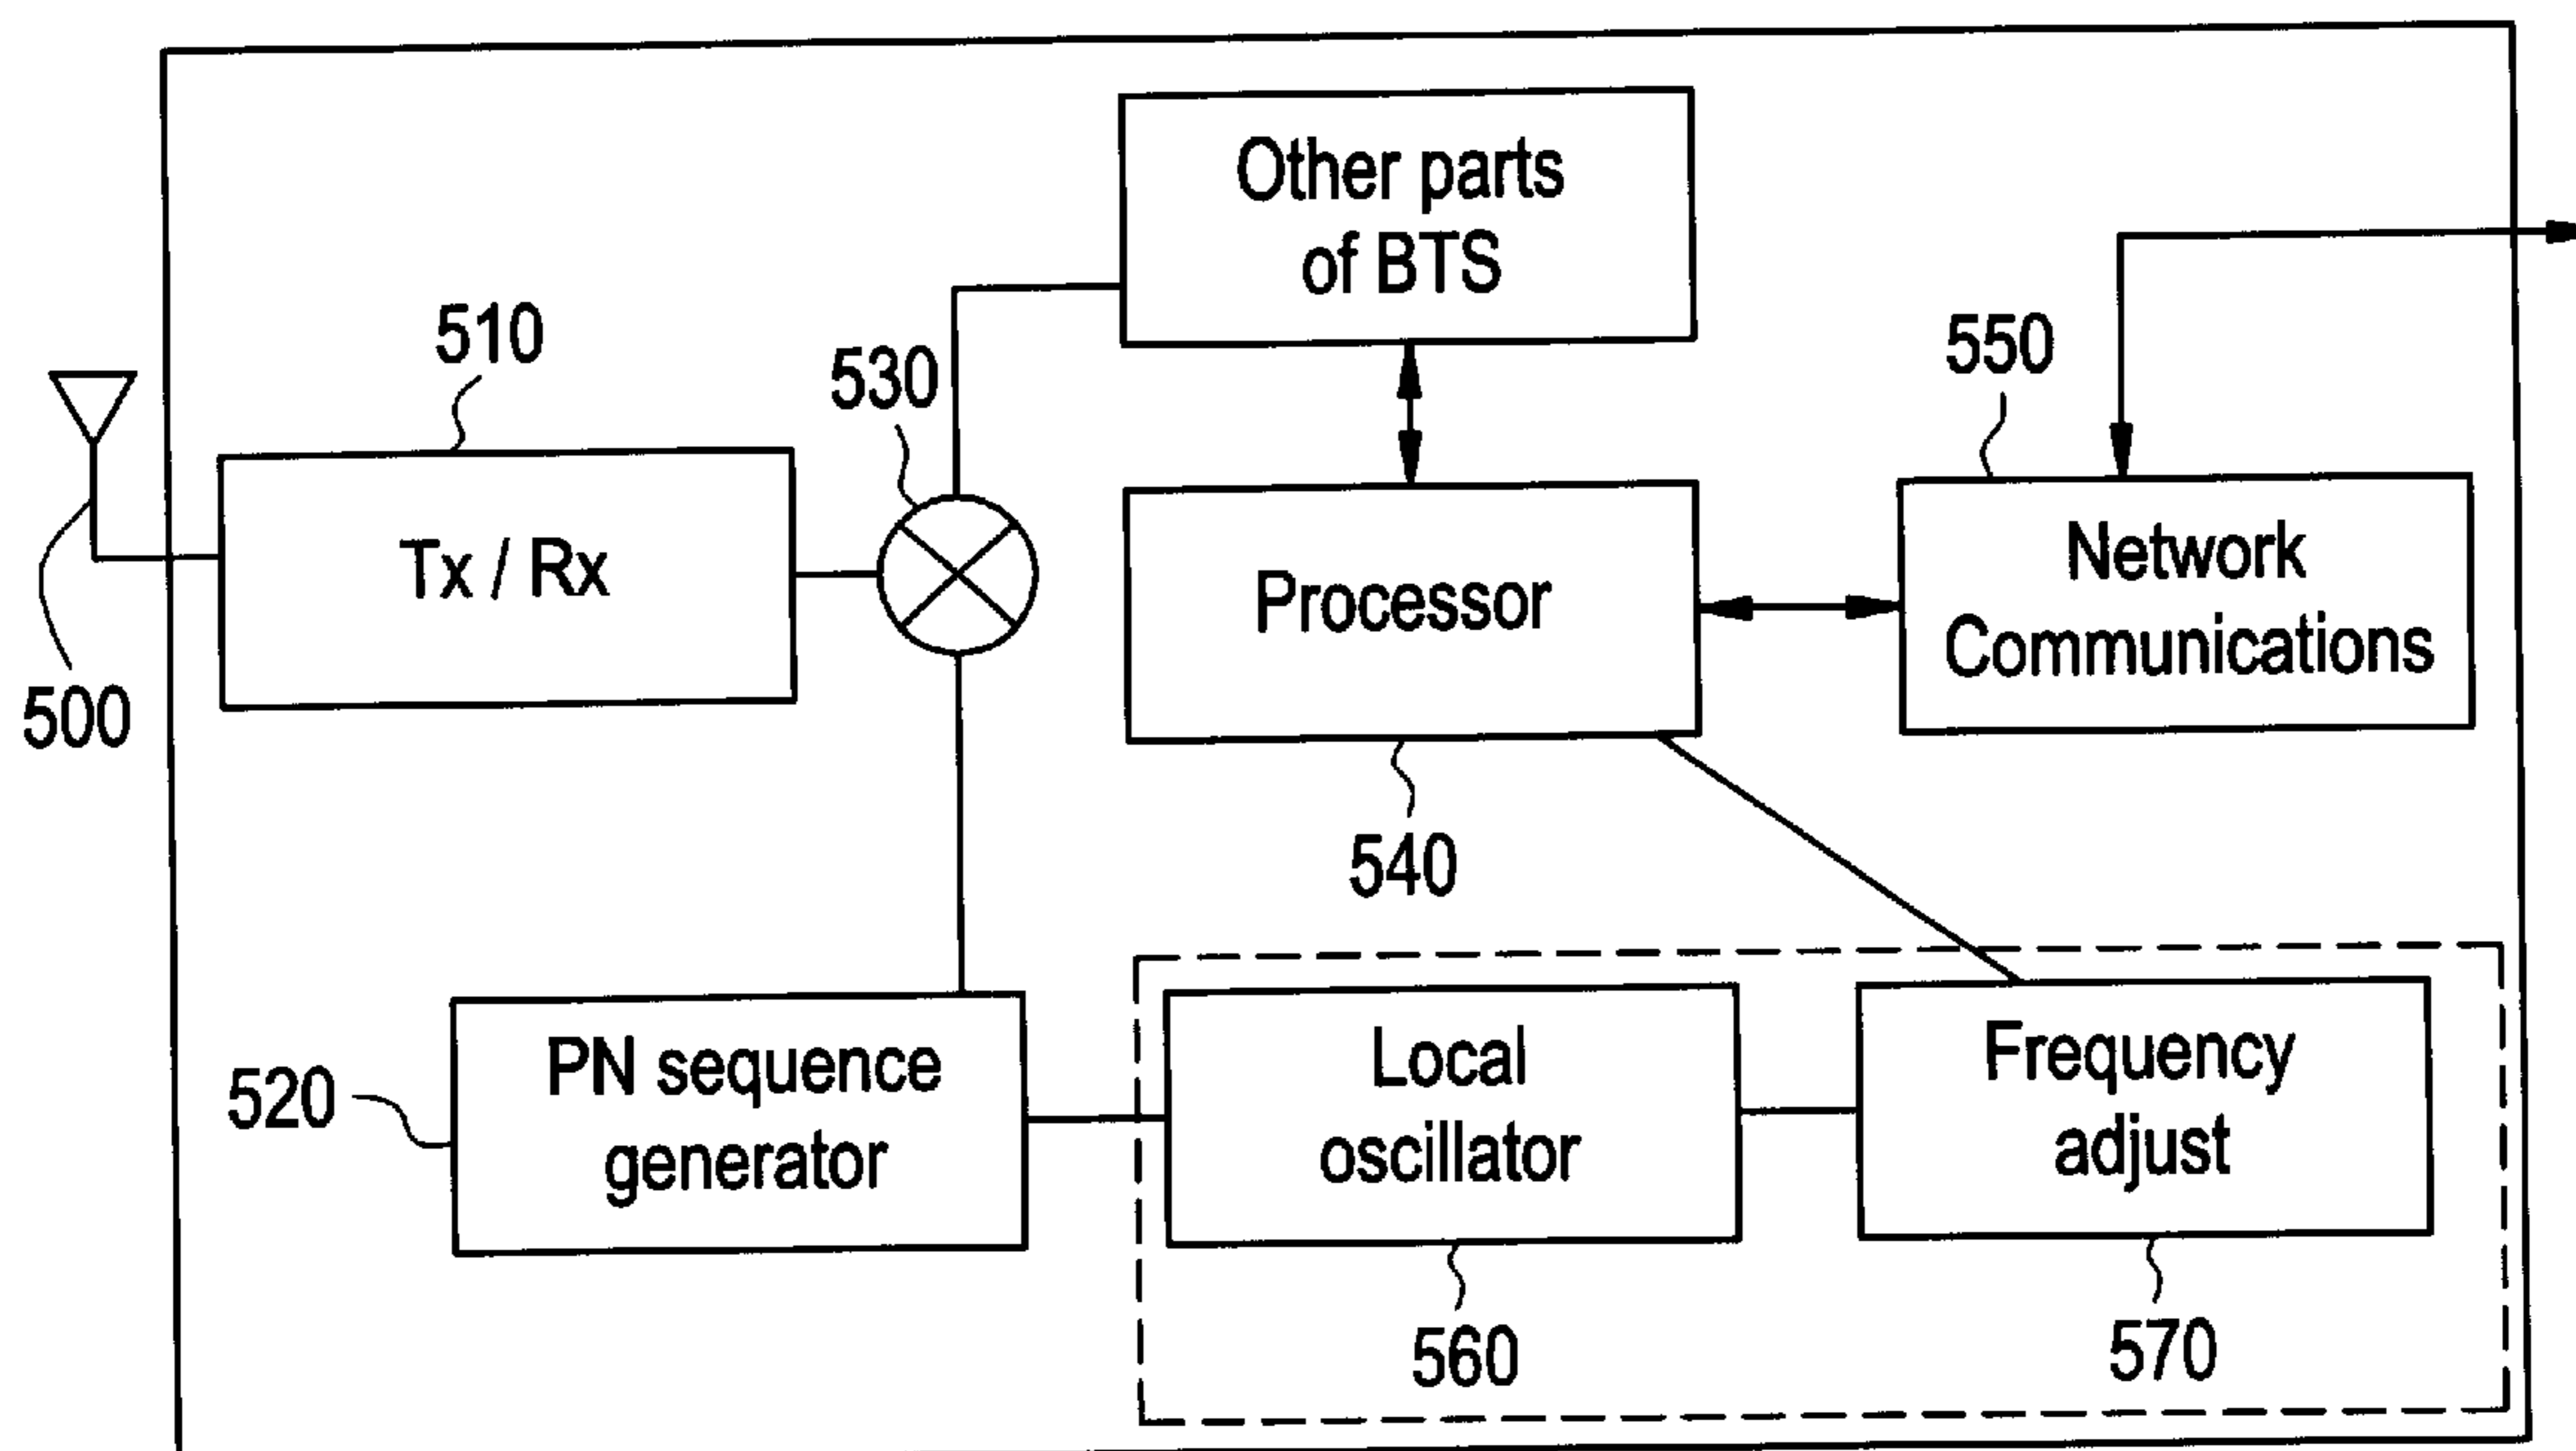 Other parts
of BTS
510
530
550
Tx / Rx
Processor
Network
Communications
500
540
520
PN sequence
generator
Local
oscillator
Frequency
adjust
560
570